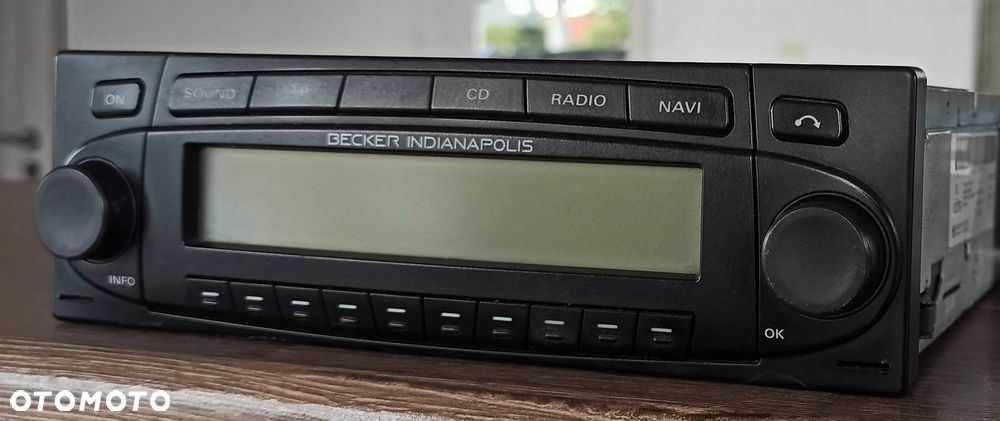 ON
SOUND
CD
RADIO
NAVI
BECKER INDIANAPOLIS
INFO
OK
OTOMOTO